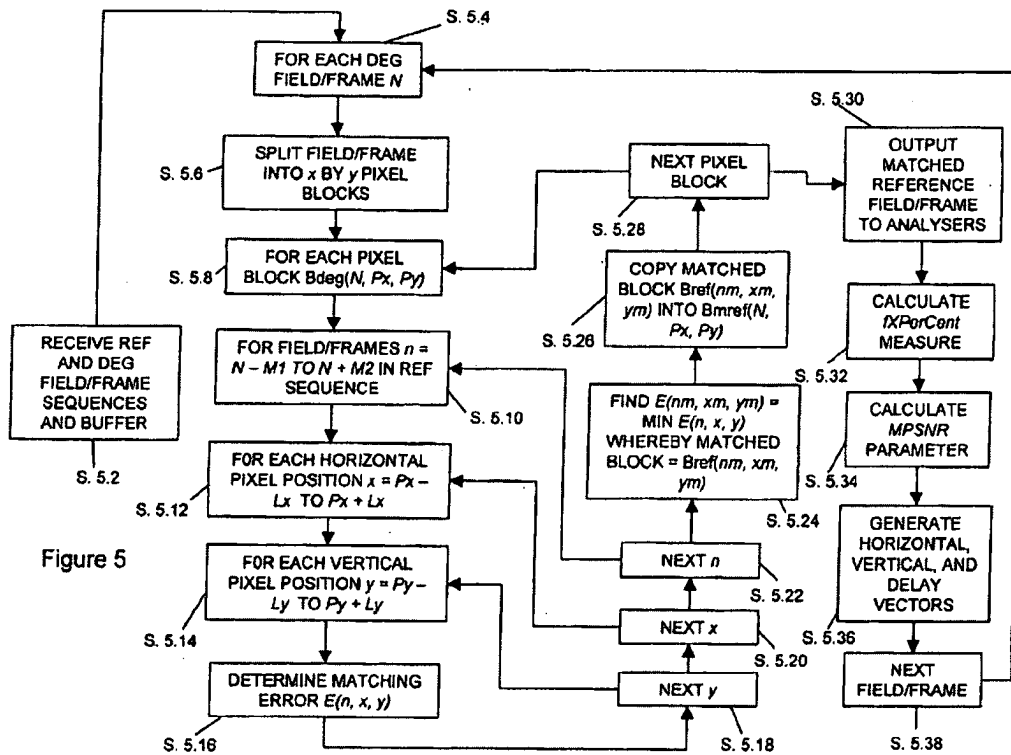 S. 5.4
FOR EACH DEG
FIELD/FRAME N
S. 5.6
SPLIT FIELD/FRAME
INTO x BY y PIXEL
BLOCKS
S. 5.8
FOR EACH PIXEL
BLOCK Bdeg(N, Px, Py)
RECEIVE REF
AND DEG
FIELD/FRAME
SEQUENCES
AND BUFFER
S. 5.2
FOR FIELD/FRAMES n =
N – M1 TO N + M2 IN REF
SEQUENCE
S. 5.10
FOR EACH HORIZONTAL
PIXEL POSITION x = Px –
Lx TO Px + Lx
S. 5.12
Figure 5
FOR EACH VERTICAL
PIXEL POSITION y = Py –
Ly TO Py + Ly
S. 5.14
DETERMINE MATCHING
ERROR E(n, x, y)
S. 5.16
NEXT y
S. 5.18
NEXT x
S. 5.20
NEXT n
S. 5.22
FIND E(nm, xm, ym) =
MIN E(n, x, y)
WHEREBY MATCHED
BLOCK = Bref(nm, xm,
ym)
S. 5.24
COPY MATCHED
BLOCK Bref(nm, xm,
ym) INTO Bmref(N,
Px, Py)
S. 5.26
NEXT PIXEL
BLOCK
S. 5.28
S. 5.30
OUTPUT
MATCHED
REFERENCE
FIELD/FRAME
TO ANALYSERS
CALCULATE
fXPerCent
MEASURE
S. 5.32
CALCULATE
MPSNR
PARAMETER
S. 5.34
GENERATE
HORIZONTAL,
VERTICAL, AND
DELAY
VECTORS
S. 5.36
NEXT
FIELD/FRAME
S. 5.38